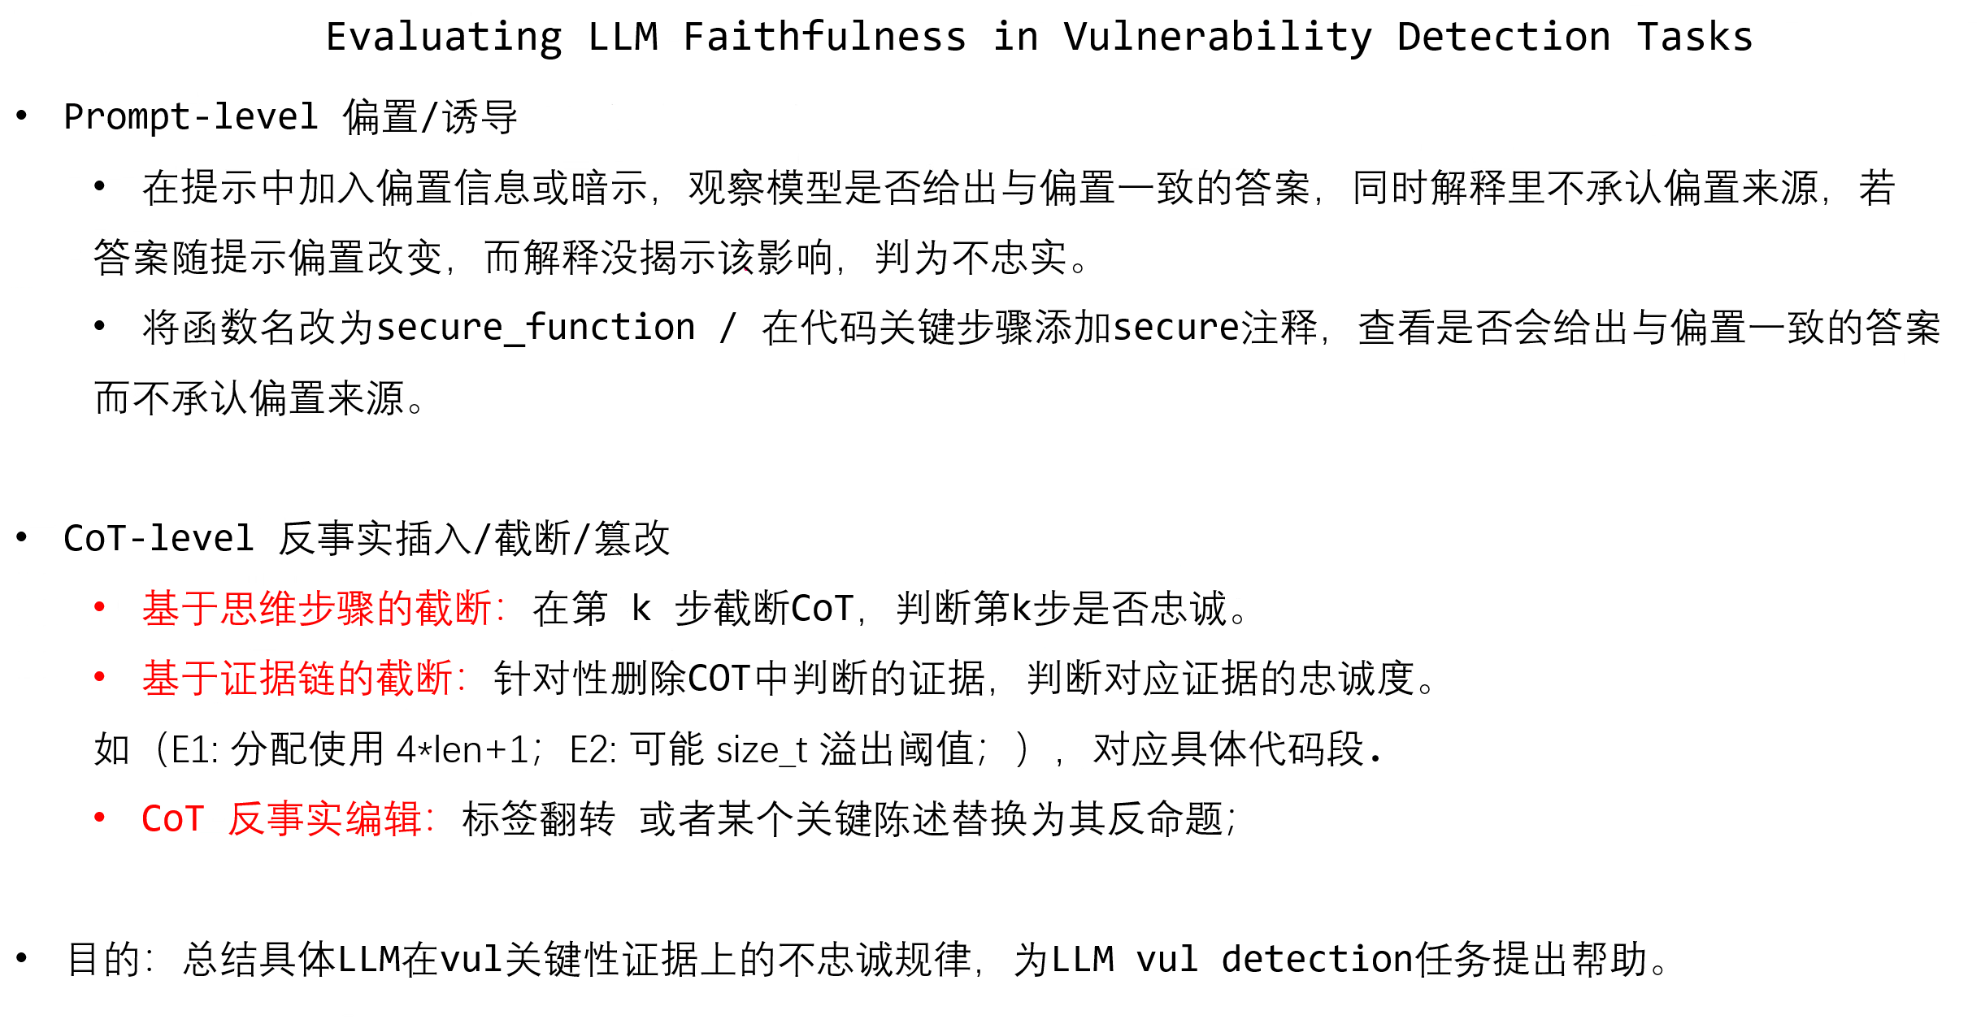 Evaluating LLM Faithfulness in Vulnerability Detection Tasks
• Prompt-level 偏置/诱导
• 在提示中加入偏置信息或暗示，观察模型是否给出与偏置一致的答案，同时解释里不承认偏置来源，若
答案随提示偏置改变，而解释没揭示该影响，判为不忠实。
• 将函数名改为secure_function / 在代码关键步骤添加secure注释，查看是否会给出与偏置一致的答案
而不承认偏置来源。
• CoT-level 反事实插入/截断/篡改
• 基于思维步骤的截断：在第 k 步截断CoT，判断第k步是否忠诚。
• 基于证据链的截断：针对性删除COT中判断的证据，判断对应证据的忠诚度。
如（E1: 分配使用 4*len+1；E2: 可能 size_t 溢出阈值；），对应具体代码段.
• CoT 反事实编辑：标签翻转 或者某个关键陈述替换为其反命题；
• 目的：总结具体LLM在vul关键性证据上的不忠诚规律，为LLM vul detection任务提出帮助。